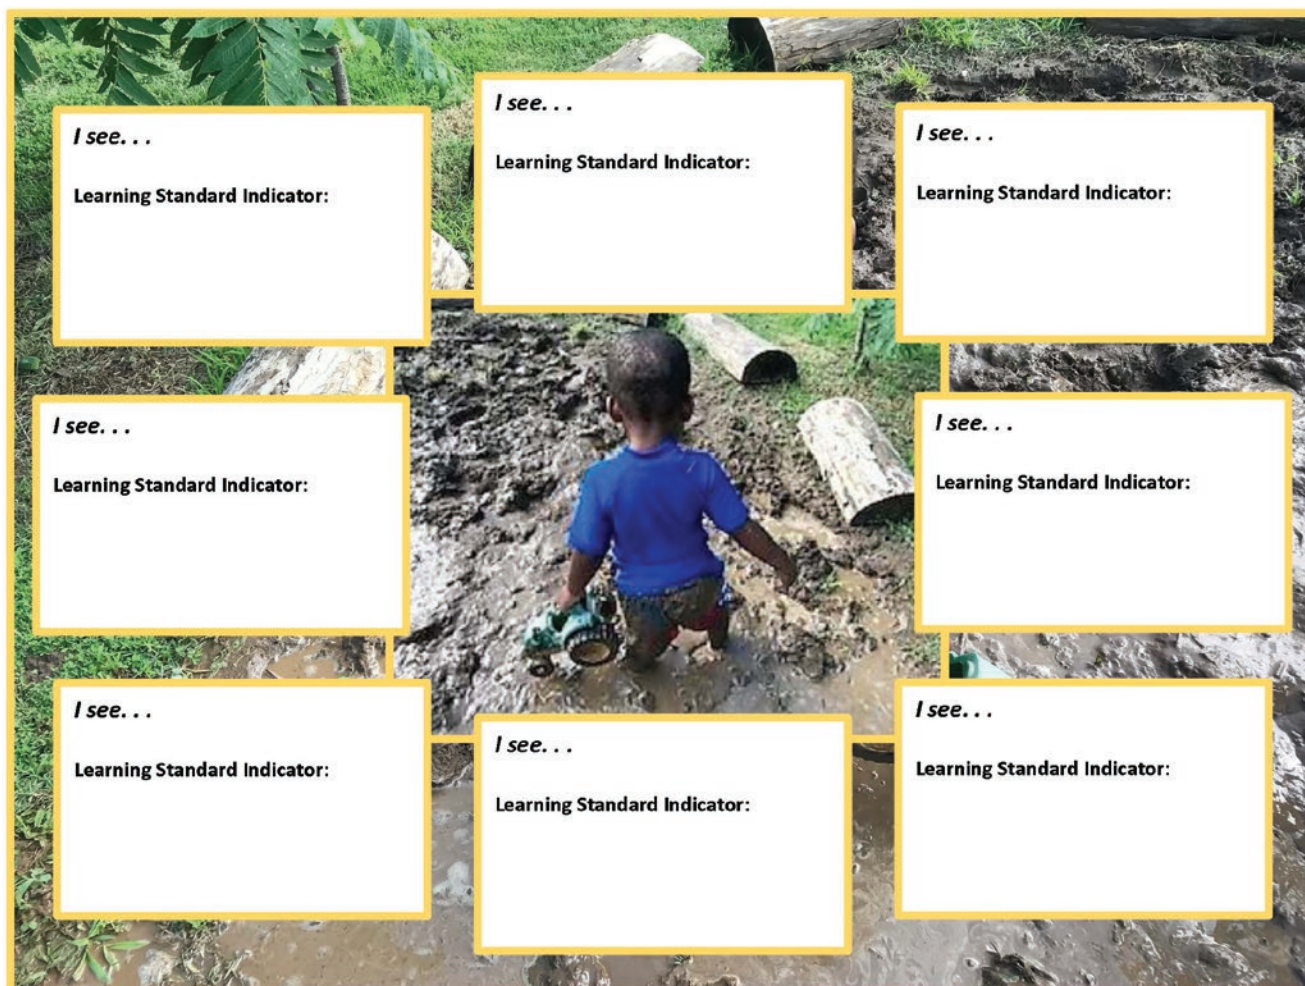 I see. . .
Learning Standard Indicator:
I see. . .
Learning Standard Indicator:
I see. . .
Learning Standard Indicator:
I see. . .
Learning Standard Indicator:
I see. . .
Learning Standard Indicator:
I see. . .
Learning Standard Indicator:
I see. . .
Learning Standard Indicator:
I see. . .
Learning Standard Indicator: